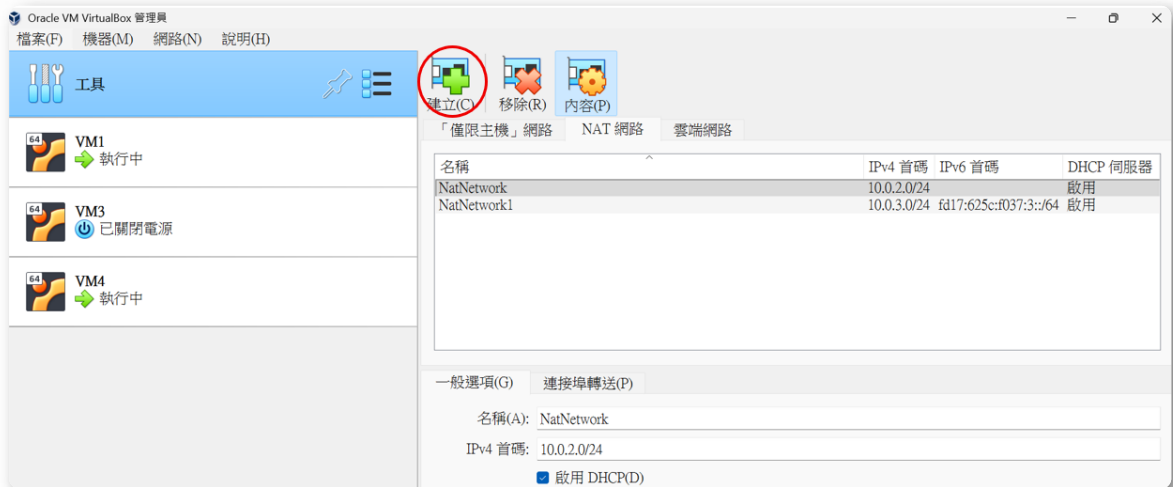 Oracle VM VirtualBox 管理員
檔案(F) 機器(M) 網路(N) 說明(H)
工具
64
VM1
執行中
64
VM3
已關閉電源
64
VM4
執行中
建立(C) 移除(R) 內容(P)
「僅限主機」網路 NAT 網路 雲端網路
名稱 IPv4 首碼 IPv6 首碼 DHCP 伺服器
NatNetwork 10.0.2.0/24 啟用
NatNetwork1 10.0.3.0/24 fd17:625c:f037:3::/64 啟用
一般選項(G) 連接埠轉送(P)
名稱(A): NatNetwork
IPv4 首碼: 10.0.2.0/24
啟用 DHCP(D)